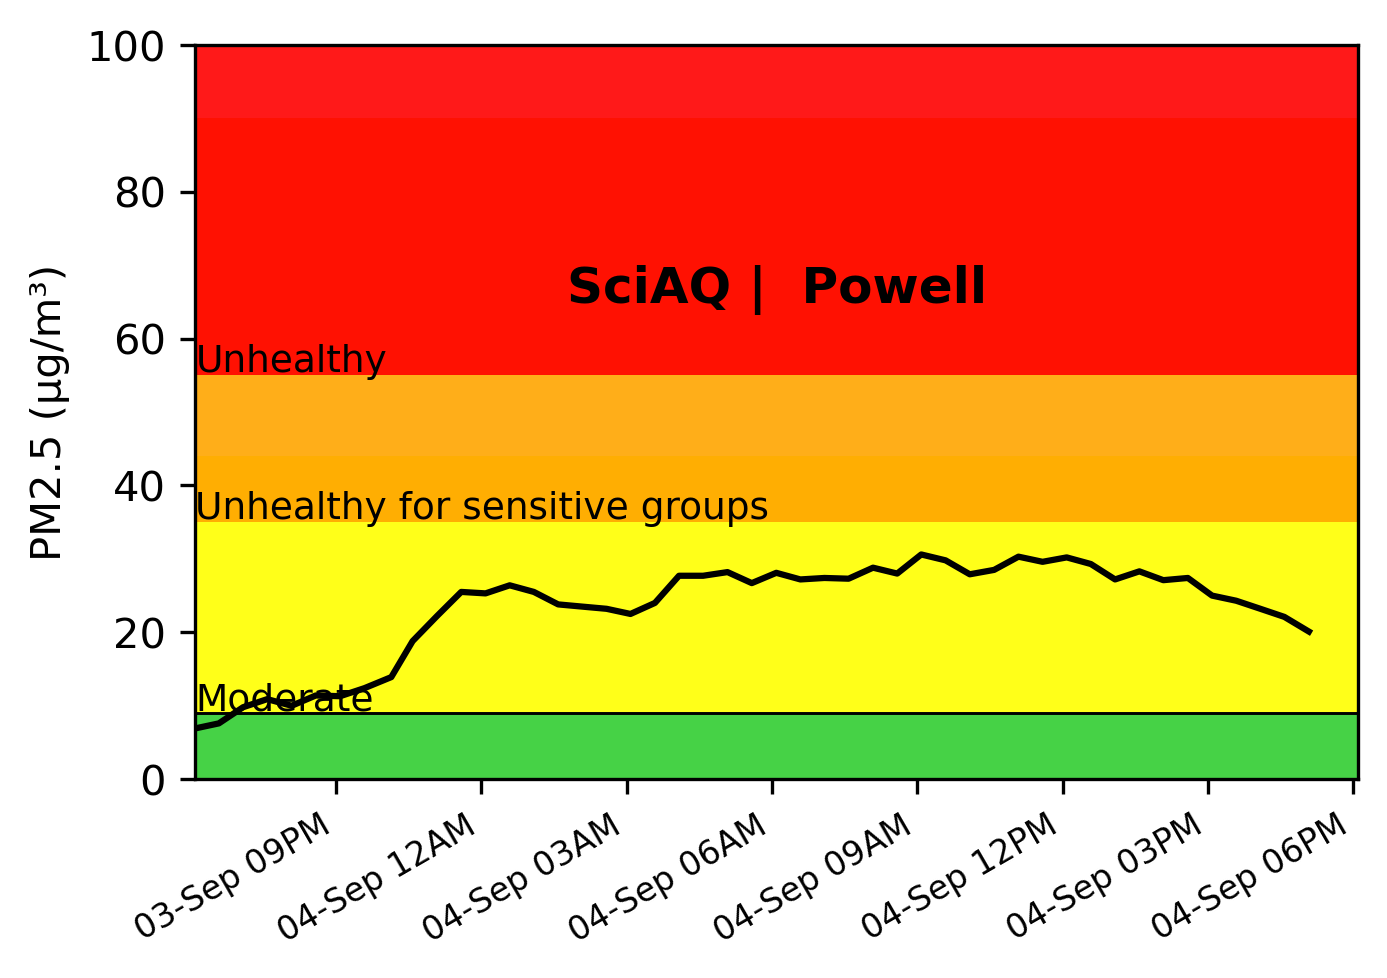 100
80
60
40
20
0
PM2.5 (µg/m³)
SciAQ |  Powell
Unhealthy
Unhealthy for sensitive groups
Moderate
03-Sep 09PM
04-Sep 12AM
04-Sep 03AM
04-Sep 06AM
04-Sep 09AM
04-Sep 12PM
04-Sep 03PM
04-Sep 06PM